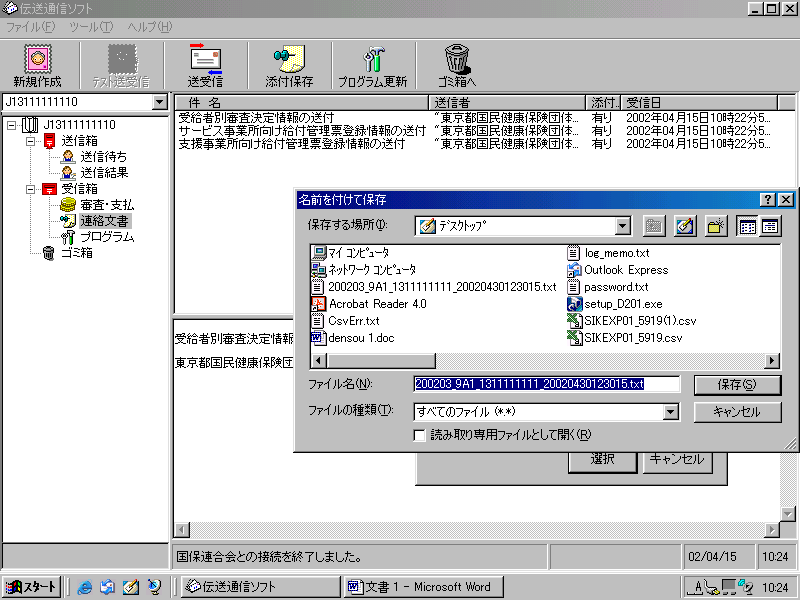 伝送通信ソフト
ファイル(F) ツール(T) ヘルプ(H)
新規作成 テスト送受信 送受信 添付保存 プログラム更新 ゴミ箱へ
J13111111110
J13111111110
送信箱
送信待ち
送信結果
受信箱
審査・支払
連絡文書
プログラム
ゴミ箱
件 名 送信者 添付. 受信日
受給者別審査決定情報の送付 "東京都国民健康保険団体... 有り 2002年04月15日10時22分5...
サービス事業所向け給付管理票登録情報の送付 "東京都国民健康保険団体... 有り 2002年04月15日10時22分5...
支援事業所向け給付管理票登録情報の送付 "東京都国民健康保険団体... 有り 2002年04月15日10時22分5...
受給者別審査決定情報
東京都国民健康保険団
名前を付けて保存
保存する場所(I): デスクトップ
マイ コンピュータ
ネットワーク コンピュータ
200203_9A1_1311111111_20020430123015.txt
Acrobat Reader 4.0
CsvErr.txt
densou 1.doc
log_memo.txt
Outlook Express
password.txt
setup_D201.exe
SIKEXP01_5919(1).csv
SIKEXP01_5919.csv
ファイル名(N): 200203_9A1_1311111111_20020430123015.txt 保存(S)
ファイルの種類(T): すべてのファイル (*.*) キャンセル
読み取り専用ファイルとして開く(R)
選択 キャンセル
国保連合会との接続を終了しました。 02/04/15 10:24
スタート 伝送通信ソフト 文書 1 - Microsoft Word 10:24